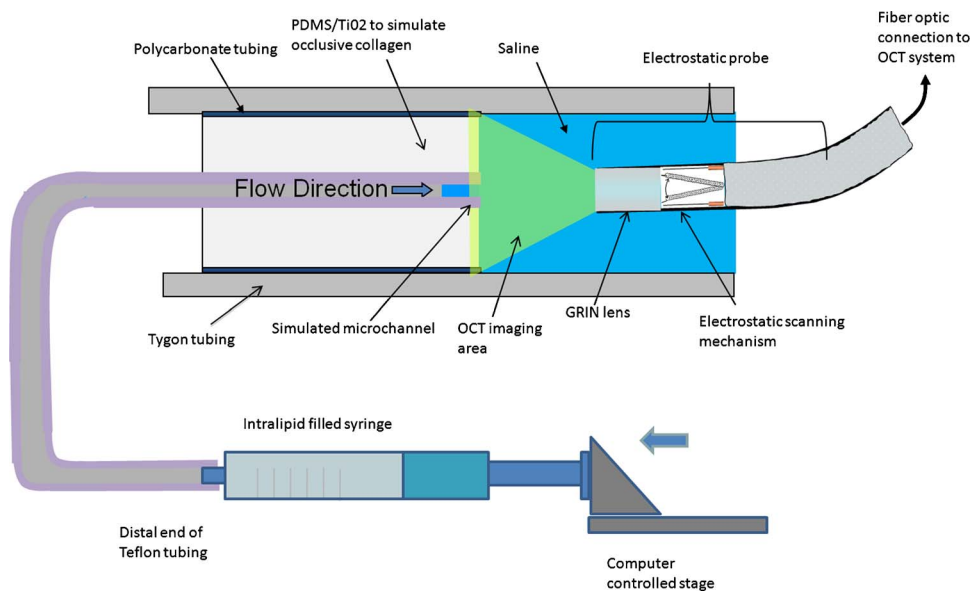 PDMS/Ti02 to simulate
occlusive collagen
Polycarbonate tubing
Saline
Electrostatic probe
Fiber optic
connection to
OCT system
Flow Direction
Tygon tubing
Simulated microchannel
OCT imaging
area
GRIN lens
Electrostatic scanning
mechanism
Intralipid filled syringe
Distal end of
Teflon tubing
Computer
controlled stage